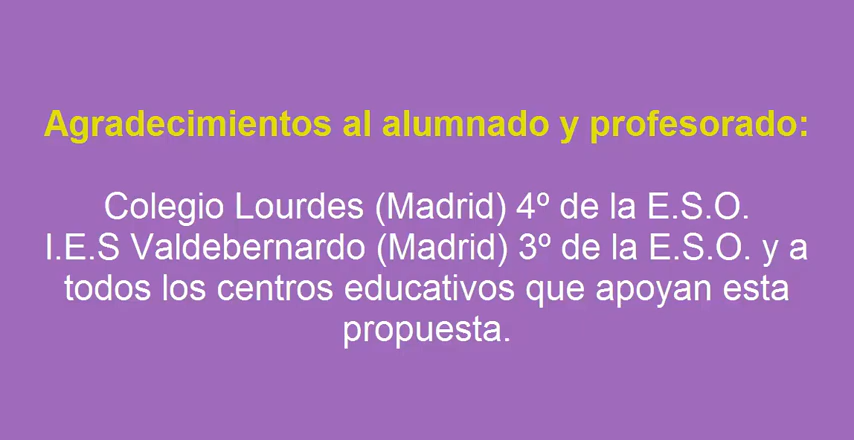 Agradecimientos al alumnado y profesorado:
Colegio Lourdes (Madrid) 4º de la E.S.O.
I.E.S Valdebernardo (Madrid) 3º de la E.S.O. y a
todos los centros educativos que apoyan esta
propuesta.